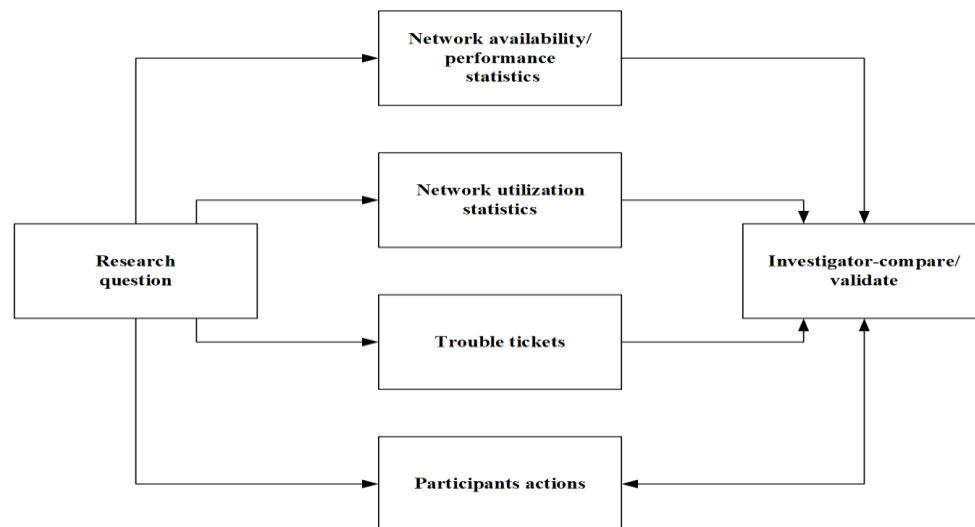 Network availability/
performance
statistics
Network utilization
statistics
Research
question
Investigator-compare/
validate
Trouble tickets
Participants actions